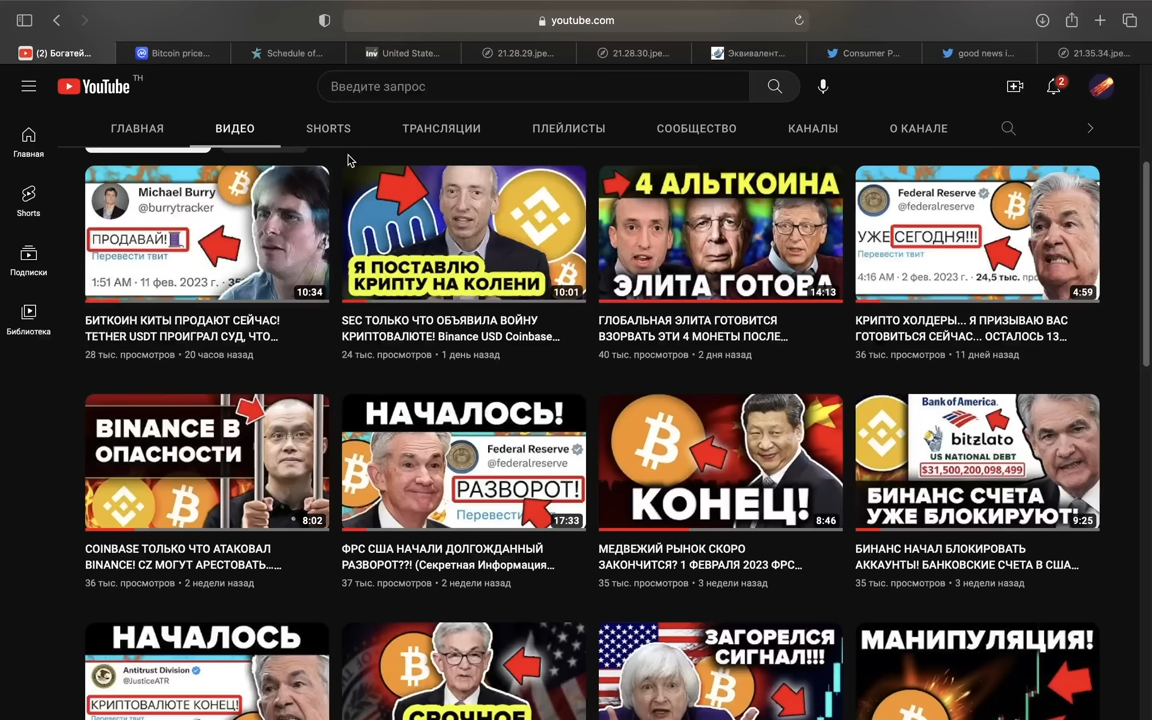 youtube.com
(2) Богатей...
Bitcoin price...
Schedule of...
Inv
United State...
21.28.29.jpe...
21.28.30.jpe...
Эквивалент...
Consumer P...
good news i...
21.35.34.jpe...
YouTube TH
Введите запрос
2
ГЛАВНАЯ
ВИДЕО
SHORTS
ТРАНСЛЯЦИИ
ПЛЕЙЛИСТЫ
СООБЩЕСТВО
КАНАЛЫ
О КАНАЛЕ
Главная
Shorts
Подписки
Библиотека
Michael Burry
@burrytracker
ПРОДАВАЙ!
Перевести твит
1:51 AM · 11 фев. 2023 г. ·
10:34
БИТКОИН КИТЫ ПРОДАЮТ СЕЙЧАС!
TETHER USDT ПРОИГРАЛ СУД, ЧТО...
28 тыс. просмотров • 20 часов назад
Я ПОСТАВЛЮ
КРИПТУ НА КОЛЕНИ
10:01
SEC ТОЛЬКО ЧТО ОБЪЯВИЛА ВОЙНУ
КРИПТОВАЛЮТЕ! Binance USD Coinbase...
24 тыс. просмотров • 1 день назад
4 АЛЬТКОИНА
ЭЛИТА ГОТОВА
14:13
ГЛОБАЛЬНАЯ ЭЛИТА ГОТОВИТСЯ
ВЗОРВАТЬ ЭТИ 4 МОНЕТЫ ПОСЛЕ...
40 тыс. просмотров • 2 дня назад
Federal Reserve
@federalreserve
УЖЕ СЕГОДНЯ!!!
Перевести твит
4:16 AM · 2 фев. 2023 г. · 24,5 тыс.
4:59
КРИПТО ХОЛДЕРЫ... Я ПРИЗЫВАЮ ВАС
ГОТОВИТЬСЯ СЕЙЧАС... ОСТАЛОСЬ 13...
36 тыс. просмотров • 11 дней назад
BINANCE В
ОПАСНОСТИ
8:02
COINBASE ТОЛЬКО ЧТО АТАКОВАЛ
BINANCE! CZ МОГУТ АРЕСТОВАТЬ......
36 тыс. просмотров • 2 недели назад
НАЧАЛОСЬ!
Federal Reserve
@federalreserve
РАЗВОРОТ!
Перевести
17:33
ФРС США НАЧАЛИ ДОЛГОЖДАННЫЙ
РАЗВОРОТ??! (Секретная Информация...
37 тыс. просмотров • 2 недели назад
КОНЕЦ!
8:46
МЕДВЕЖИЙ РЫНОК СКОРО
ЗАКОНЧИТСЯ? 1 ФЕВРАЛЯ 2023 ФРС...
35 тыс. просмотров • 3 недели назад
Bank of America.
bitzlato
US NATIONAL DEBT
$31,500,200,098,499
БИНАНС СЧЕТА
УЖЕ БЛОКИРУЮТ!
9:25
БИНАНС НАЧАЛ БЛОКИРОВАТЬ
АККАУНТЫ! БАНКОВСКИЕ СЧЕТА В США...
35 тыс. просмотров • 3 недели назад
НАЧАЛОСЬ
Antitrust Division
@JusticeATR
КРИПТОВАЛЮТЕ КОНЕЦ!
СРОЧНОЕ
ЗАГОРЕЛСЯ
СИГНАЛ!!!
МАНИПУЛЯЦИЯ!